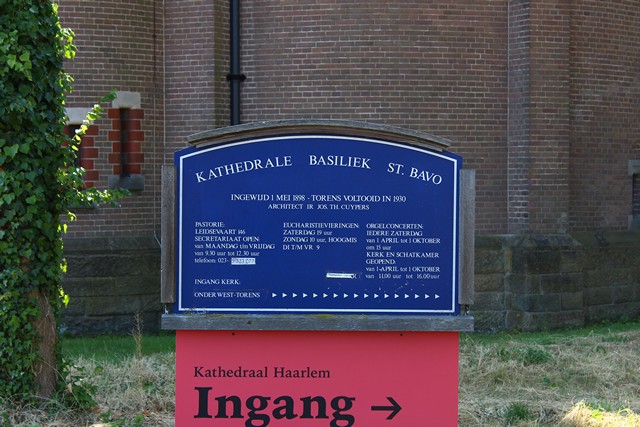 KATHEDRALE BASILIEK ST. BAVO
INGEWIJD 1 MEI 1898 - TORENS VOLTOOID IN 1930
ARCHITECT IR JOS. TH. CUYPERS
PASTORIE:
LEIDSEVAART 146
SECRETARIAAT OPEN:
van MAANDAG t/m VRIJDAG
van 9.30 uur tot 12.30 uur
telefoon: 023-
INGANG KERK:
ONDER WEST-TORENS
EUCHARISTIEVIERINGEN:
ZATERDAG 19 uur
ZONDAG 10 uur, HOOGMIS
DI T/M VR 9
ORGELCONCERTEN:
IEDERE ZATERDAG
van 1 APRIL tot 1 OKTOBER
om 15 uur
KERK EN SCHATKAMER
GEOPEND:
van 1-APRIL tot 1 OKTOBER
van 11.00 uur tot 16.00 uur
Kathedraal Haarlem
Ingang →